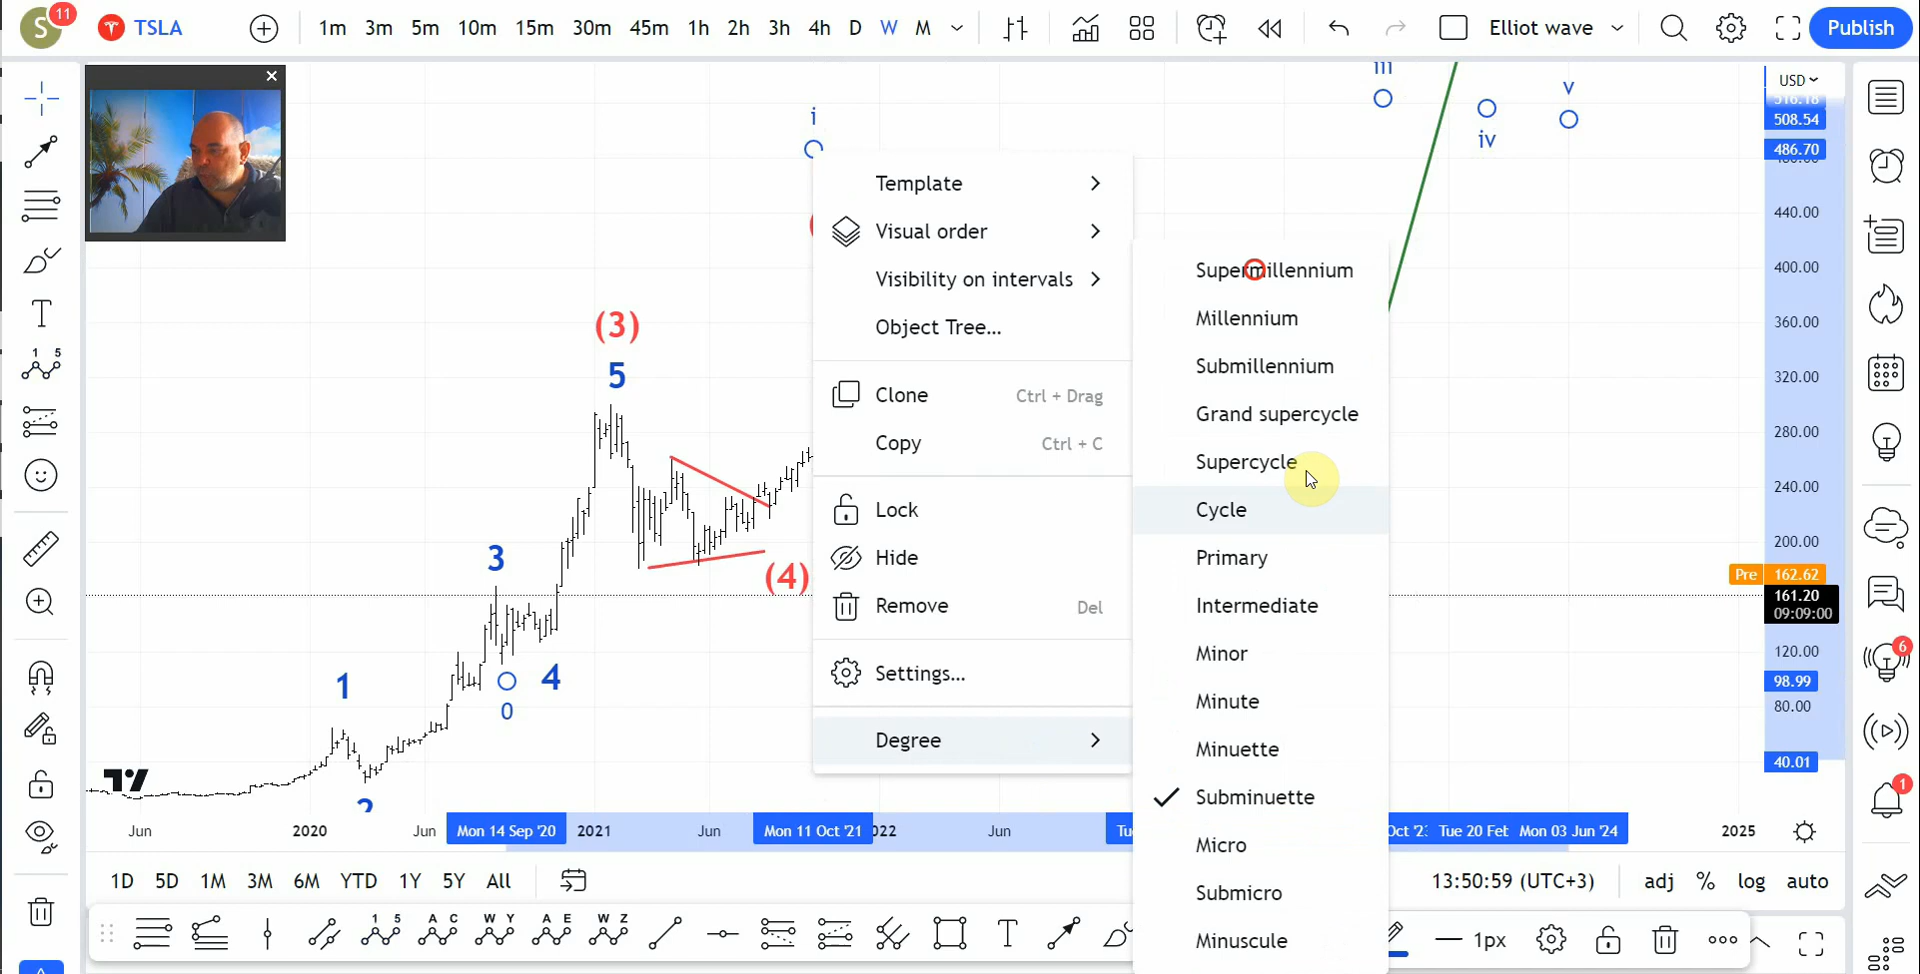 S 11 TSLA 1m 3m 5m 10m 15m 30m 45m 1h 2h 3h 4h D W M Elliot wave Publish
USD
508.54
486.70
440.00
400.00
360.00
320.00
280.00
240.00
200.00
Pre 162.62
161.20
09:09:00
120.00
98.99
80.00
40.01
i
iii
iv
v
(3)
5
3
(4)
4
0
1
2
Template
Visual order
Visibility on intervals
Object Tree...
Clone Ctrl + Drag
Copy Ctrl + C
Lock
Hide
Remove Del
Settings...
Degree
Supermillennium
Millennium
Submillennium
Grand supercycle
Supercycle
Cycle
Primary
Intermediate
Minor
Minute
Minuette
Subminuette
Micro
Submicro
Minuscule
T
1 5
6
1
Jun 2020 Jun Mon 14 Sep '20 2021 Jun Mon 11 Oct '21 Jun Tue 20 Feb Mon 03 Jun '24 2025
1D 5D 1M 3M 6M YTD 1Y 5Y All 13:50:59 (UTC+3) adj % log auto
1 5 A C W Y A E W Z T 1px